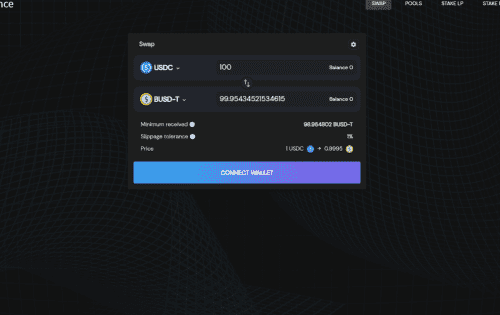 nce
SWAP POOLS STAKE LP STAKE
Swap
USDC 100 Balance 0
BUSD-T 99.95434521534615 Balance 0
Minimum received 98.954802 BUSD-T
Slippage tolerance 1%
Price 1 USDC → 0.9995
CONNECT WALLET